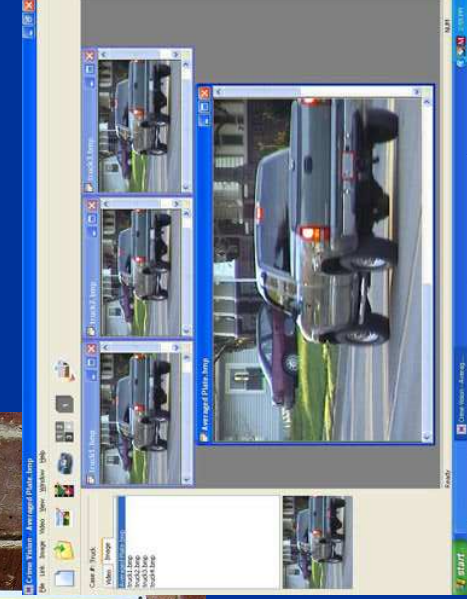 Crime Vision - Averaged Plate.bmp
File Link Image Video View Window Help
Case #: Truck
Video Image
Averaged Plate.bmp
truck1.bmp
truck2.bmp
truck3.bmp
truck4.bmp
truck1.bmp
truck2.bmp
truck3.bmp
Averaged Plate.bmp
Ready
NUM
start
Crime Vision - Averag...